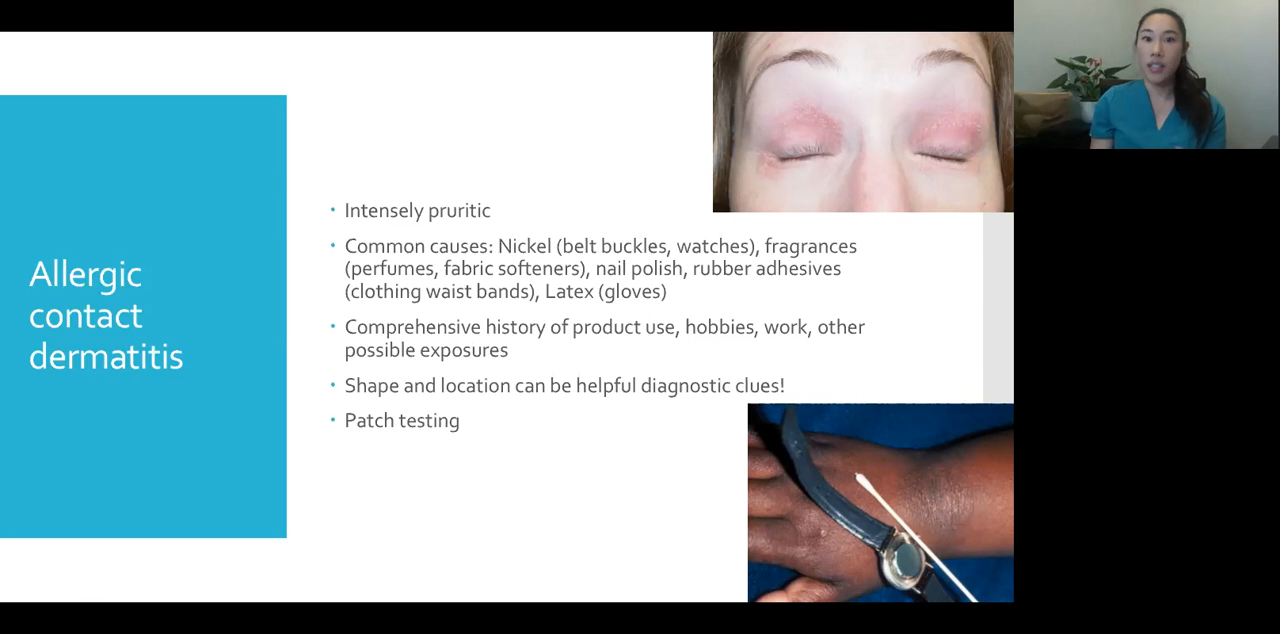 Allergic
contact
dermatitis
• Intensely pruritic
• Common causes: Nickel (belt buckles, watches), fragrances
(perfumes, fabric softeners), nail polish, rubber adhesives
(clothing waist bands), Latex (gloves)
• Comprehensive history of product use, hobbies, work, other
possible exposures
• Shape and location can be helpful diagnostic clues!
• Patch testing